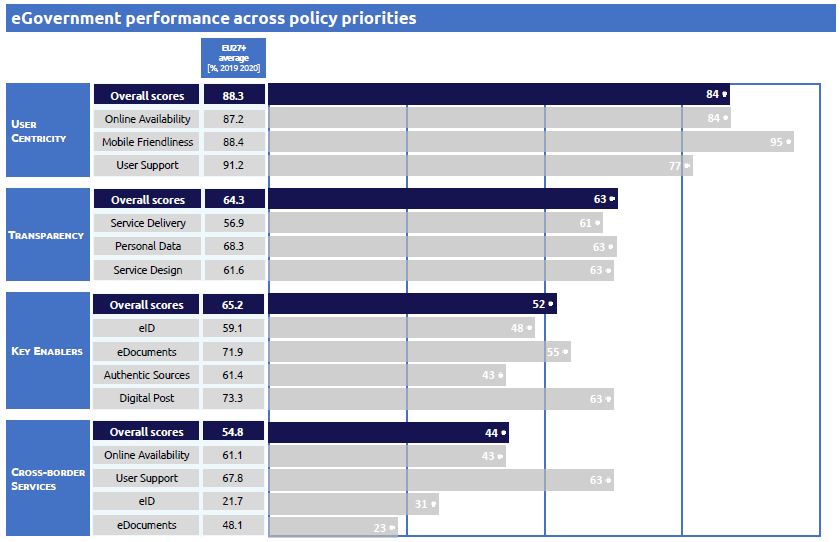 eGovernment performance across policy priorities
EU27+
average
[%, 2019 2020]
USER
CENTRICITY
Overall scores 88.3 84
Online Availability 87.2 84
Mobile Friendliness 88.4 95
User Support 91.2 77
TRANSPARENCY
Overall scores 64.3 63
Service Delivery 56.9 61
Personal Data 68.3 63
Service Design 61.6 63
KEY ENABLERS
Overall scores 65.2 52
eID 59.1 48
eDocuments 71.9 55
Authentic Sources 61.4 43
Digital Post 73.3 63
CROSS-BORDER
SERVICES
Overall scores 54.8 44
Online Availability 61.1 43
User Support 67.8 63
eID 21.7 31
eDocuments 48.1 23